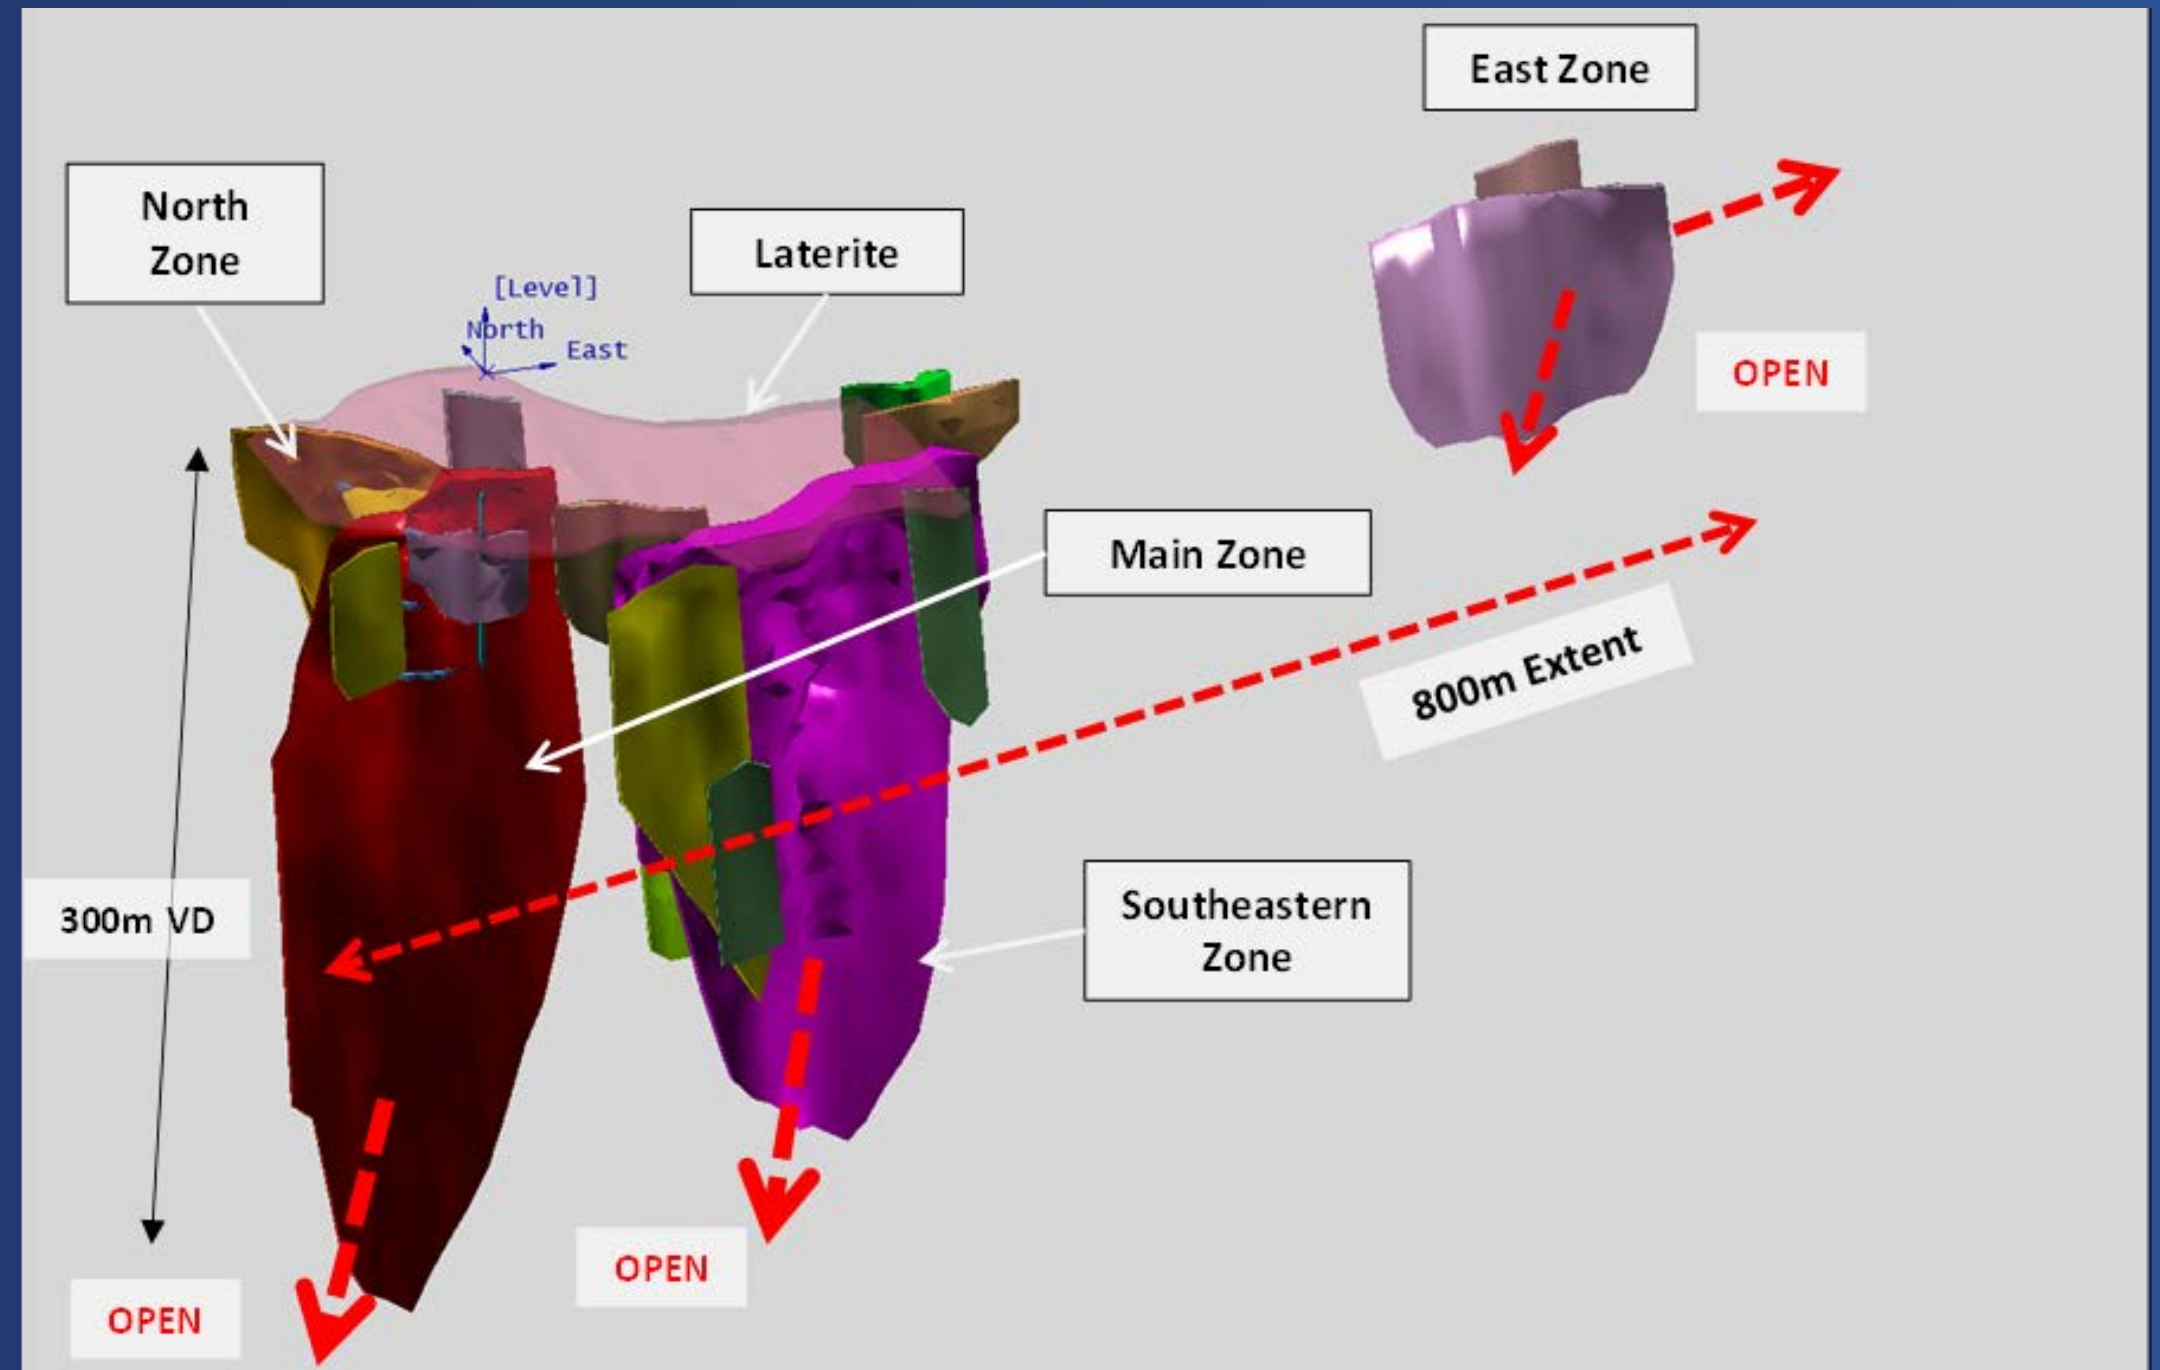 East Zone
North
Zone
Laterite
[Level]
North
East
OPEN
Main Zone
800m Extent
300m VD
Southeastern
Zone
OPEN
OPEN